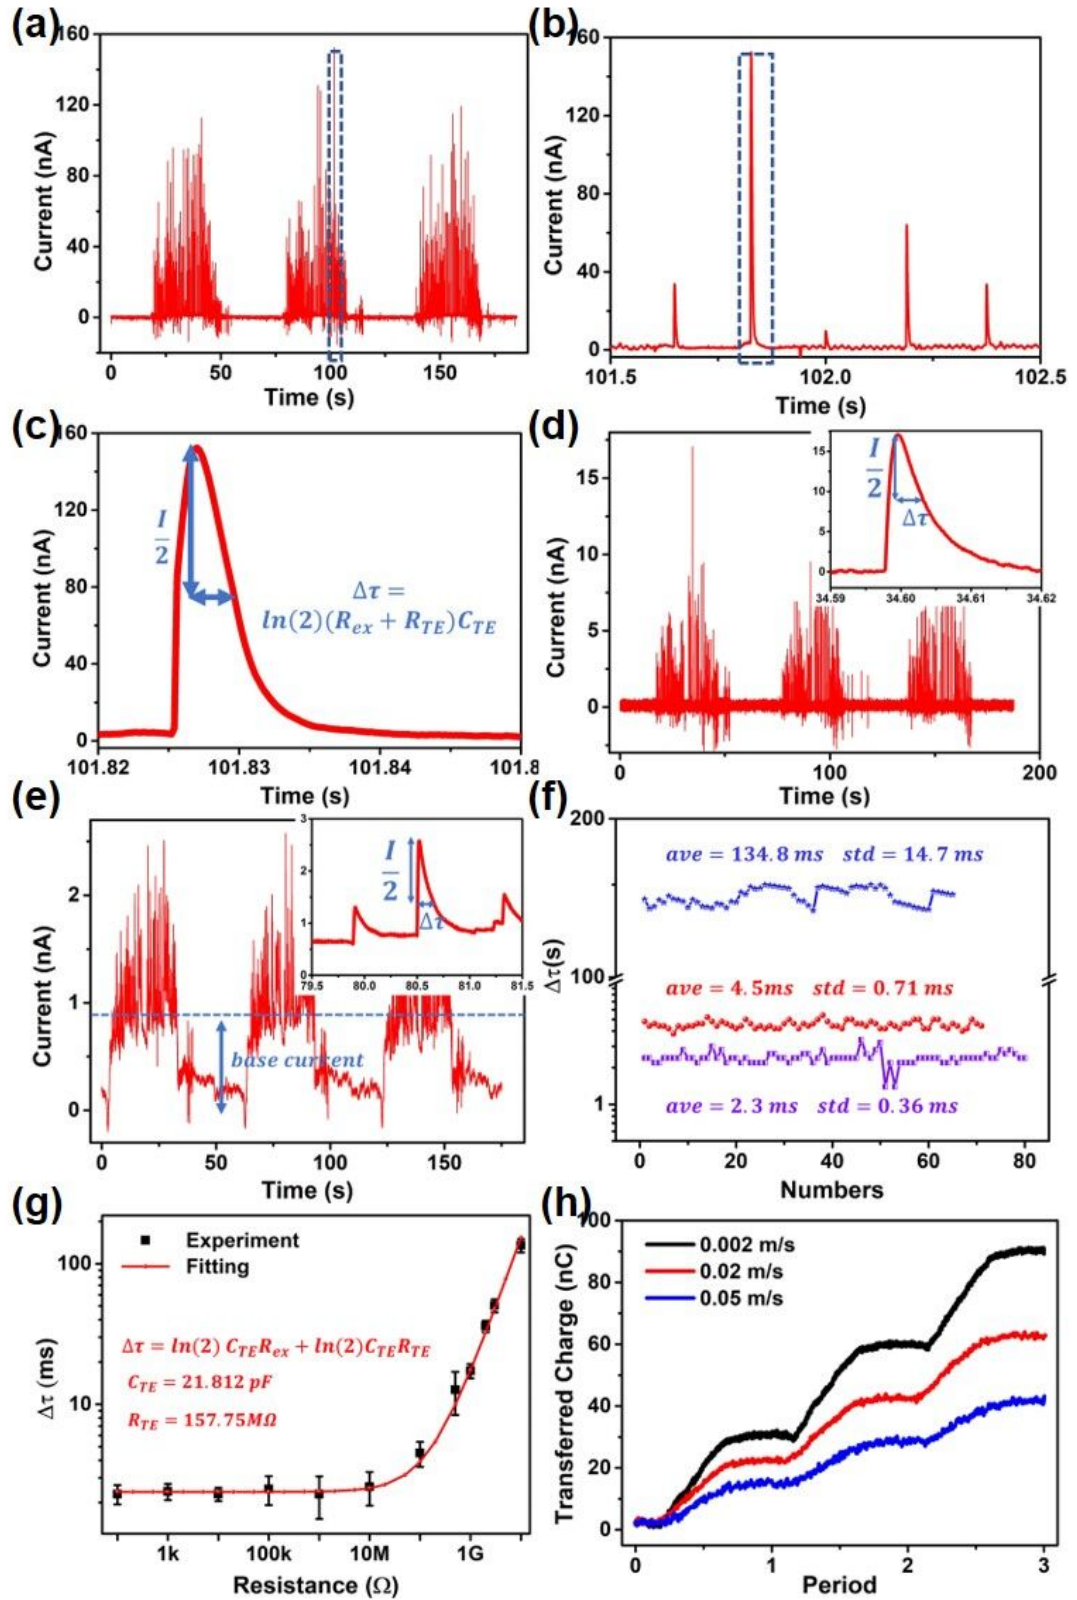 (a)
160
120
80
40
0
Current (nA)
0 50 100 150
Time (s)
(b)
160
120
80
40
0
Current (nA)
101.5 102.0 102.5
Time (s)
(c)
160
120
80
40
0
Current (nA)
I
2
Δτ =
ln(2)(R_ex + R_TE)C_TE
101.82 101.83 101.84 101.8
Time (s)
(d)
15
10
5
0
Current (nA)
15
10
5
0
I
2
Δτ
34.59 34.60 34.61 34.62
0 100 200
Time (s)
(e)
2
1
0
Current (nA)
3
2
1
0
I
2
Δτ
79.5 80.0 80.5 81.0 81.5
base current
0 50 100 150
Time (s)
(f)
200
100
1
Δτ(s)
ave = 134.8 ms std = 14.7 ms
ave = 4.5ms std = 0.71 ms
ave = 2.3 ms std = 0.36 ms
0 20 40 60 80
Numbers
(g)
100
10
Δτ (ms)
Experiment
Fitting
Δτ = ln(2) C_TE R_ex + ln(2)C_TE R_TE
C_TE = 21.812 pF
R_TE = 157.75MΩ
1k 100k 10M 1G
Resistance (Ω)
(h)
100
80
60
40
20
0
Transferred Charge (nC)
0.002 m/s
0.02 m/s
0.05 m/s
0 1 2 3
Period